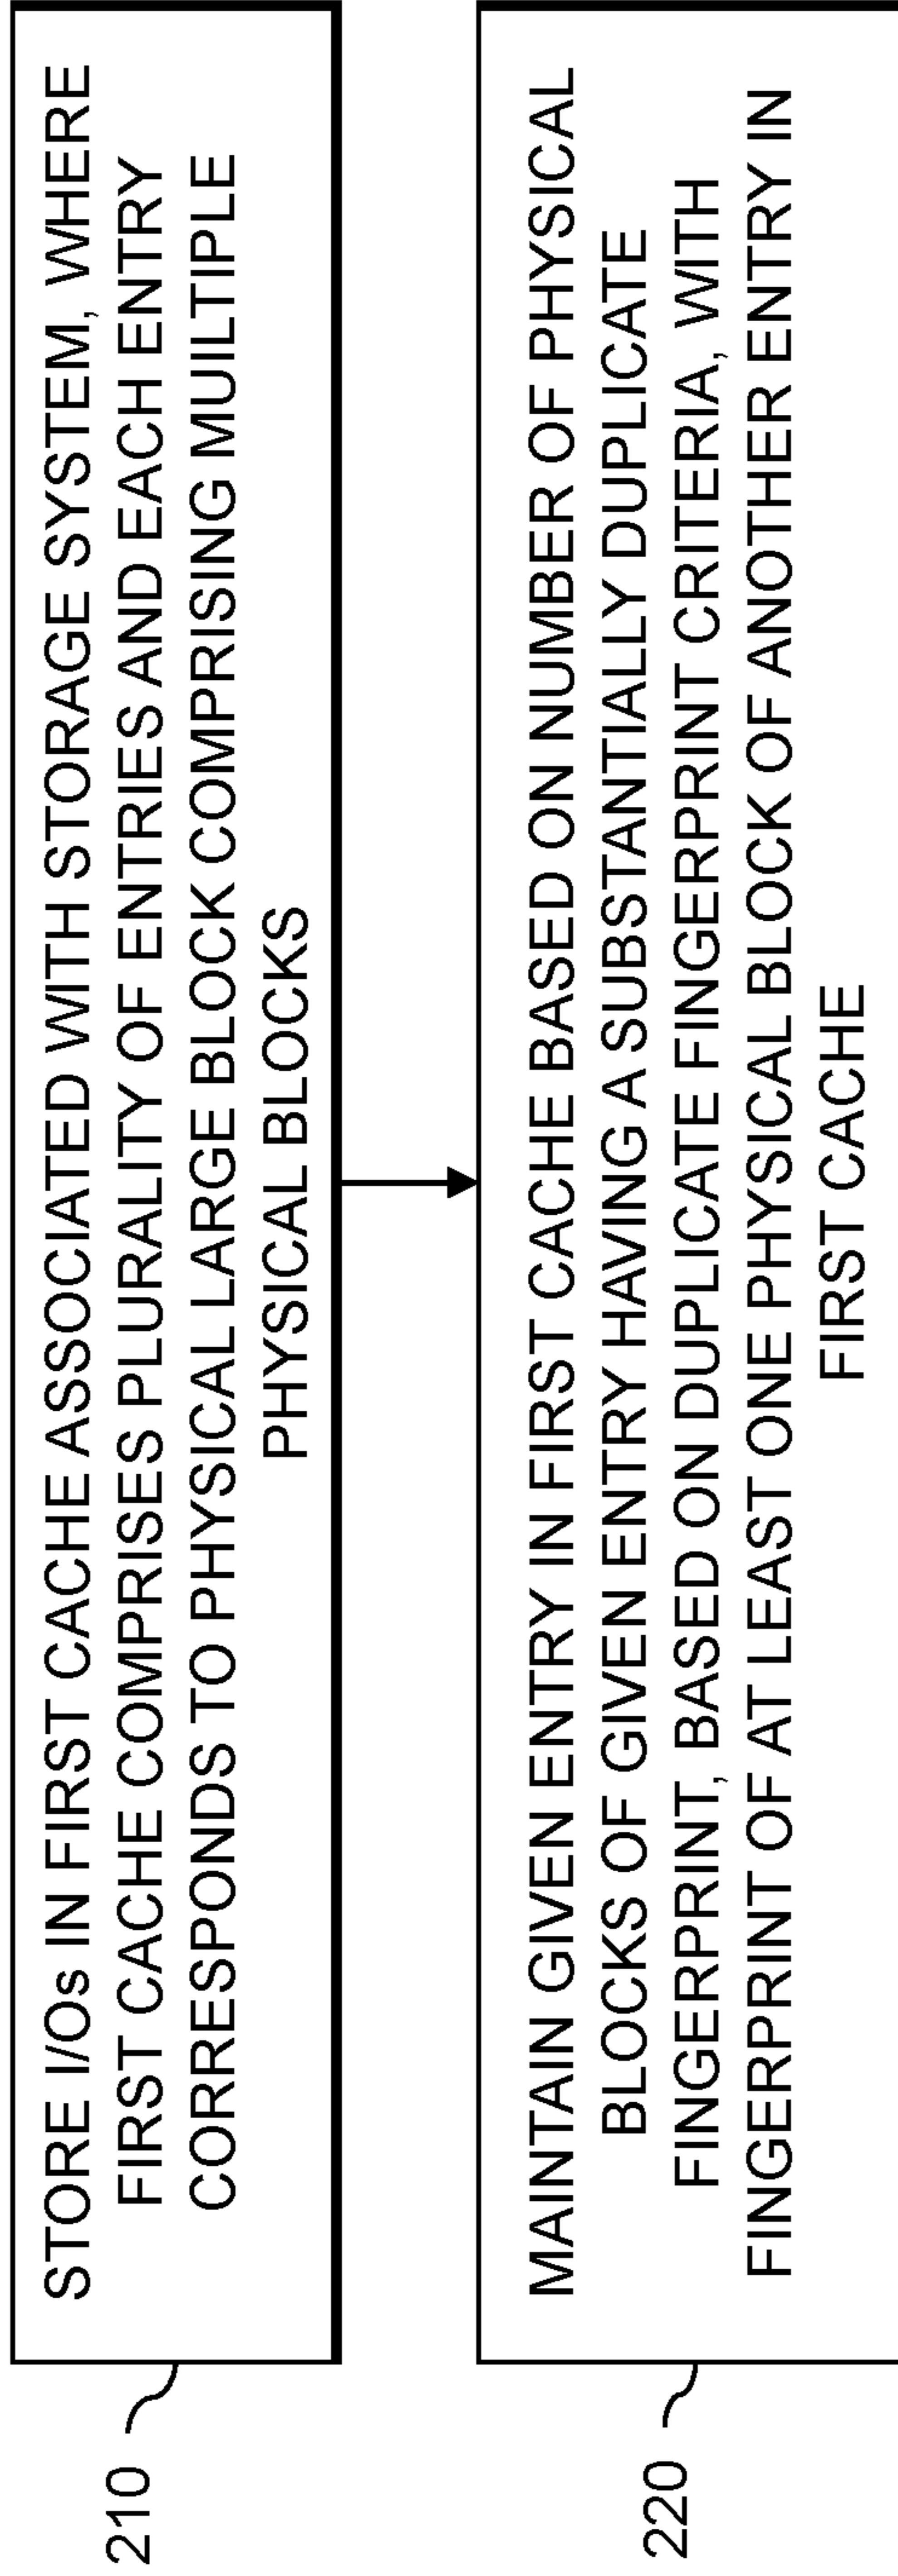 210
STORE I/Os IN FIRST CACHE ASSOCIATED WITH STORAGE SYSTEM, WHERE
FIRST CACHE COMPRISES PLURALITY OF ENTRIES AND EACH ENTRY
CORRESPONDS TO PHYSICAL LARGE BLOCK COMPRISING MUILTIPLE
PHYSICAL BLOCKS
220
MAINTAIN GIVEN ENTRY IN FIRST CACHE BASED ON NUMBER OF PHYSICAL
BLOCKS OF GIVEN ENTRY HAVING A SUBSTANTIALLY DUPLICATE
FINGERPRINT, BASED ON DUPLICATE FINGERPRINT CRITERIA, WITH
FINGERPRINT OF AT LEAST ONE PHYSICAL BLOCK OF ANOTHER ENTRY IN
FIRST CACHE